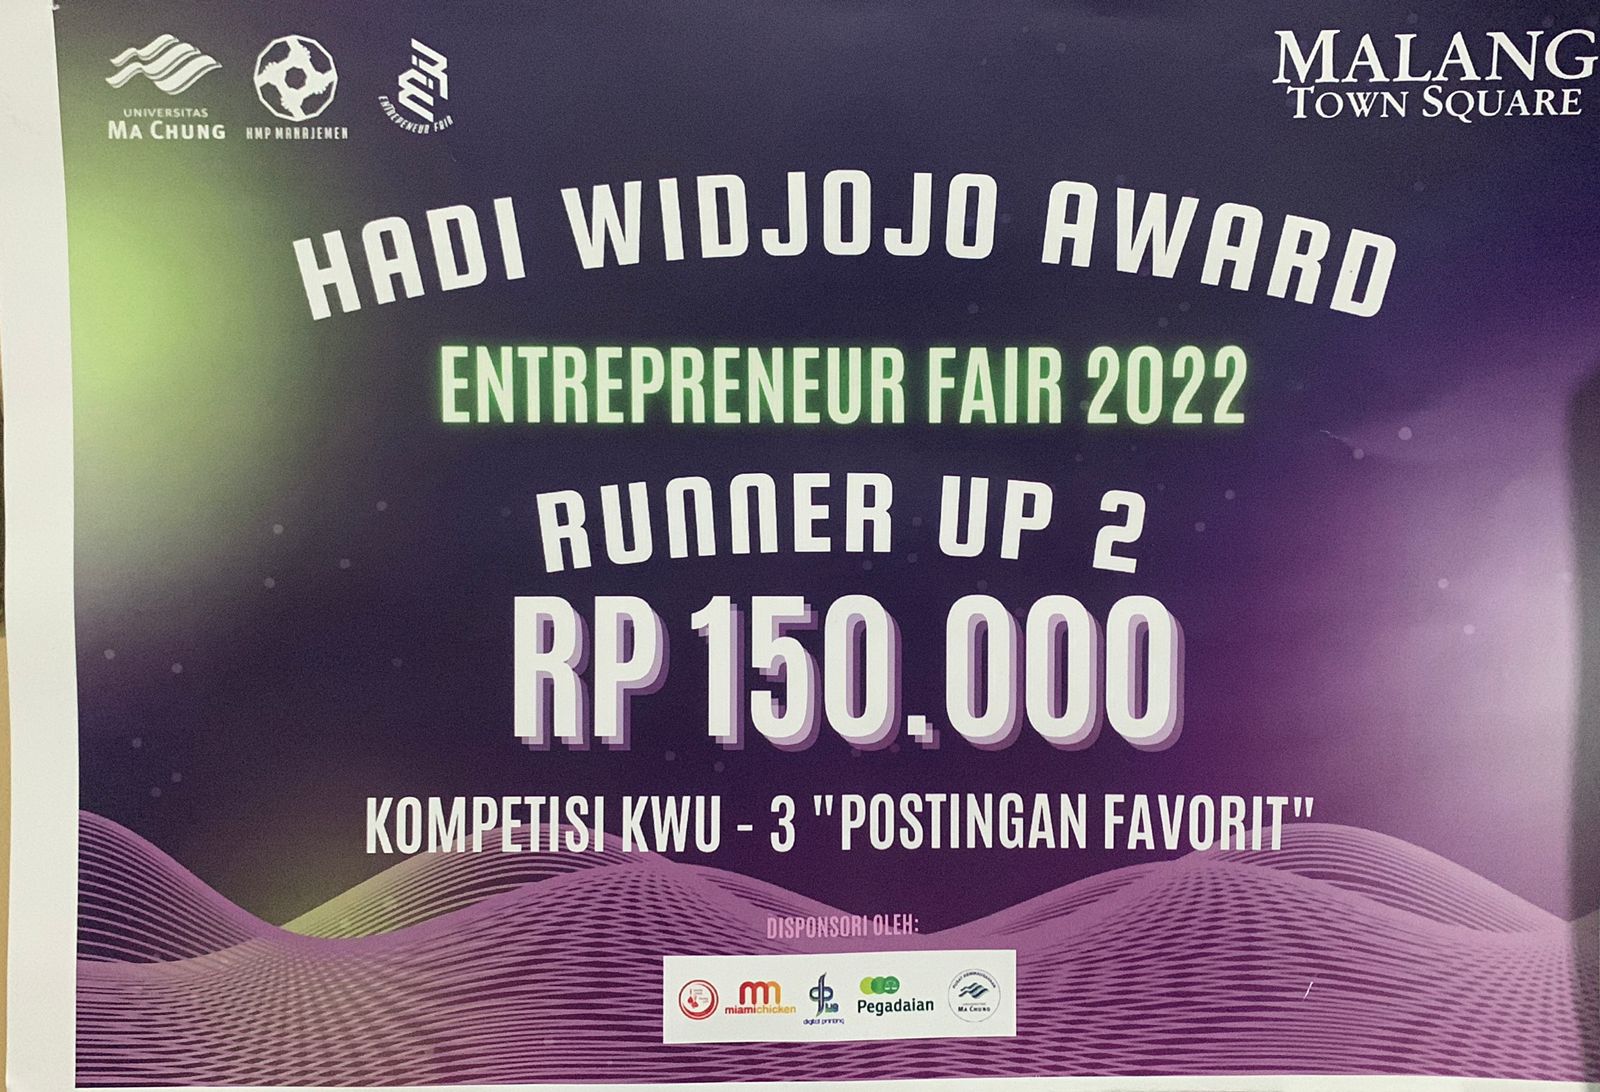 UNIVERSITAS
MA CHUNG
HMP MANAJEMEN
ENTREPRENEUR FAIR
MALANG
TOWN SQUARE
HADI WIDJOJO AWARD
ENTREPRENEUR FAIR 2022
RUNNER UP 2
RP 150.000
KOMPETISI KWU - 3 "POSTINGAN FAVORIT"
DISPONSORI OLEH:
miamichicken
digital printing
Pegadaian
UNIVERSITAS
MA CHUNG